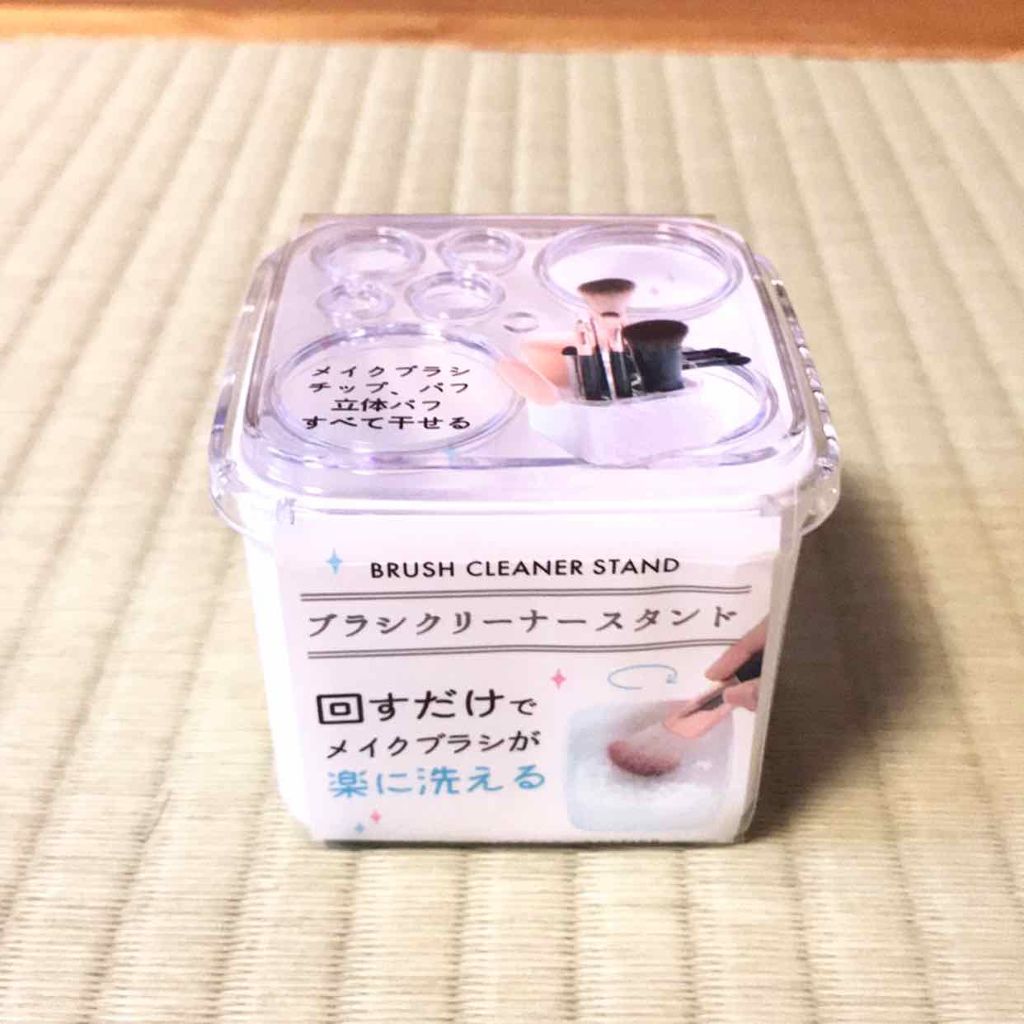 メイクブラシ
チップ、パフ
立体パフ
すべて干せる
BRUSH CLEANER STAND
ブラシクリーナースタンド
回すだけで
メイクブラシが
楽に洗える